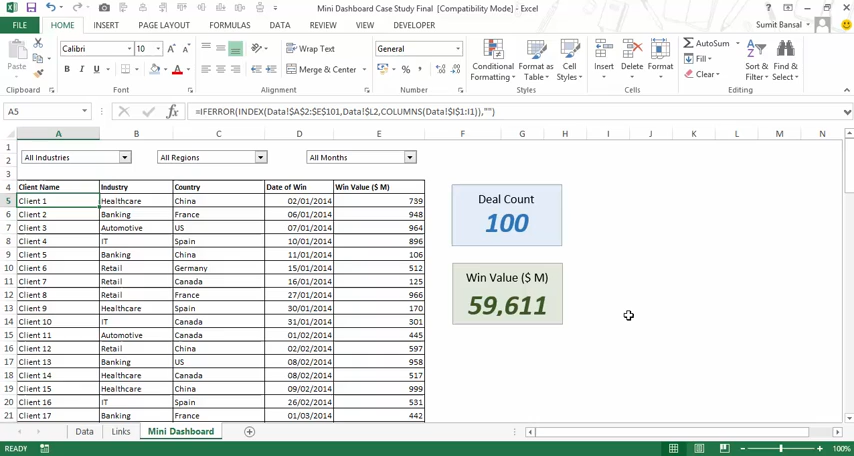 Mini Dashboard Case Study Final [Compatibility Mode] - Excel
FILE HOME INSERT PAGE LAYOUT FORMULAS DATA REVIEW VIEW DEVELOPER Sumit Bansal
Paste
Calibri 10
B I U
Wrap Text
Merge & Center
General
Conditional Formatting
Format as Table
Cell Styles
Insert
Delete
Format
AutoSum
Fill
Clear
Sort & Filter
Find & Select
Clipboard Font Alignment Number Styles Cells Editing
A5 fx =IFERROR(INDEX(Data!$A$2:$E$101,Data!$L2,COLUMNS(Data!$I$1:I1)),"")
A B C D E F G H I J K L M N
1
2 All Industries All Regions All Months
3
4 Client Name Industry Country Date of Win Win Value ($ M)
5 Client 1 Healthcare China 02/01/2014 739
6 Client 2 Banking France 06/01/2014 948
7 Client 3 Automotive US 07/01/2014 964
8 Client 4 IT Spain 10/01/2014 896
9 Client 5 Banking China 11/01/2014 106
10 Client 6 Retail Germany 15/01/2014 512
11 Client 7 Retail Canada 16/01/2014 125
12 Client 8 Retail France 27/01/2014 966
13 Client 9 Healthcare Spain 30/01/2014 170
14 Client 10 IT Canada 31/01/2014 301
15 Client 11 Automotive Canada 01/02/2014 445
16 Client 12 Retail China 02/02/2014 597
17 Client 13 Banking US 08/02/2014 958
18 Client 14 Healthcare Canada 08/02/2014 517
19 Client 15 Healthcare China 09/02/2014 999
20 Client 16 IT Spain 26/02/2014 531
21 Client 17 Banking France 01/03/2014 442
Deal Count
100
Win Value ($ M)
59,611
Data Links Mini Dashboard
READY 100%